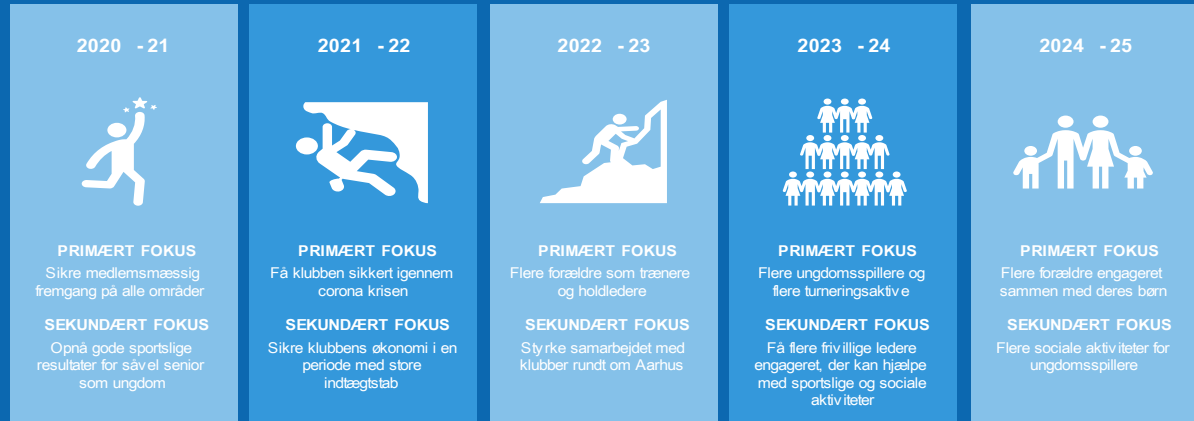 2020 - 21
PRIMÆRT FOKUS
Sikre medlemsmæssig
fremgang på alle områder
SEKUNDÆRT FOKUS
Opnå gode sportslige
resultater for såvel senior
som ungdom
2021 - 22
PRIMÆRT FOKUS
Få klubben sikkert igennem
corona krisen
SEKUNDÆRT FOKUS
Sikre klubbens økonomi i en
periode med store
indtægtstab
2022 - 23
PRIMÆRT FOKUS
Flere forældre som trænere
og holdledere
SEKUNDÆRT FOKUS
Styrke samarbejdet med
klubber rundt om Aarhus
2023 - 24
PRIMÆRT FOKUS
Flere ungdomsspillere og
flere turneringsaktive
SEKUNDÆRT FOKUS
Få flere frivillige ledere
engageret, der kan hjælpe
med sportslige og sociale
aktiviteter
2024 - 25
PRIMÆRT FOKUS
Flere forældre engageret
sammen med deres børn
SEKUNDÆRT FOKUS
Flere sociale aktiviteter for
ungdomsspillere